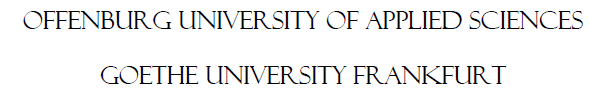 OFFENBURG UNIVERSITY OF APPLIED SCIENCES
GOETHE UNIVERSITY FRANKFURT